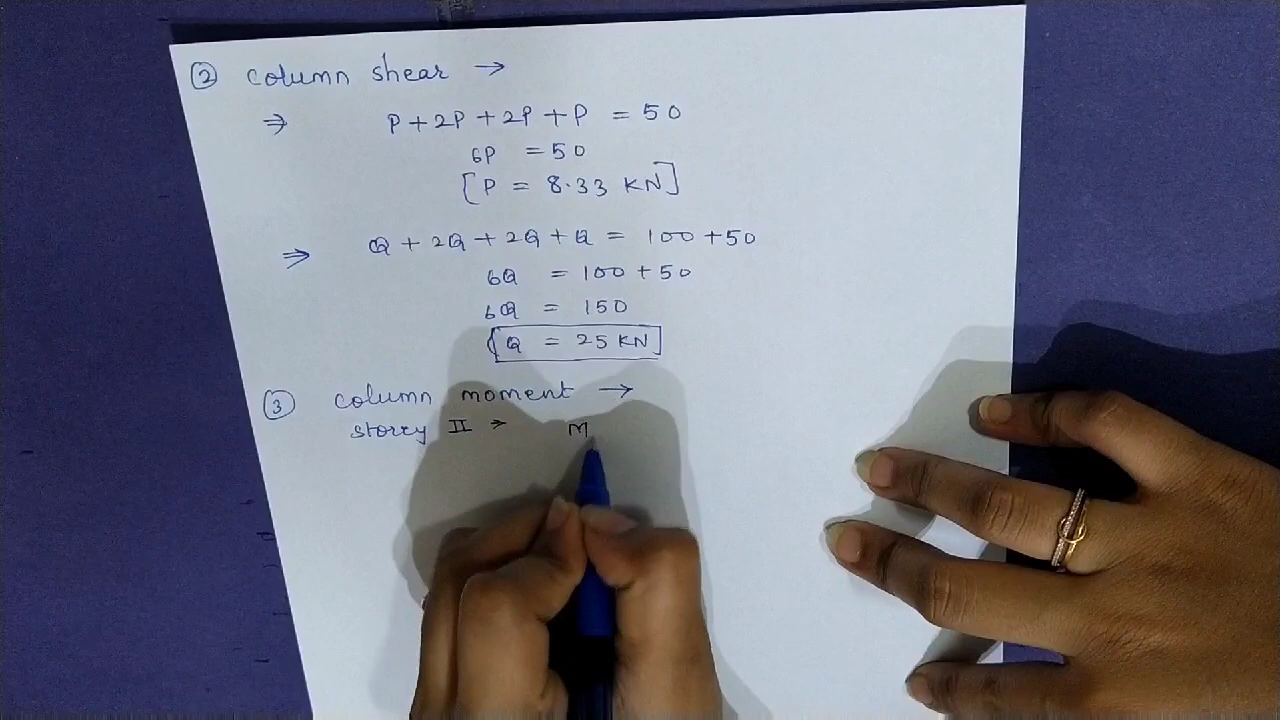 ② column shear →
⇒ P + 2P + 2P + P = 50
6P = 50
[P = 8.33 KN]
⇒ Q + 2Q + 2Q + Q = 100 + 50
6Q = 100 + 50
6Q = 150
[Q = 25 KN]
③ column moment →
storey II ⇒ M